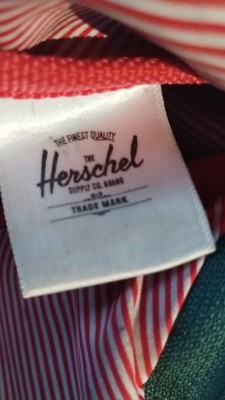 THE FINEST QUALITY
THE
Herschel
SUPPLY CO. BRAND
TRADE MARK